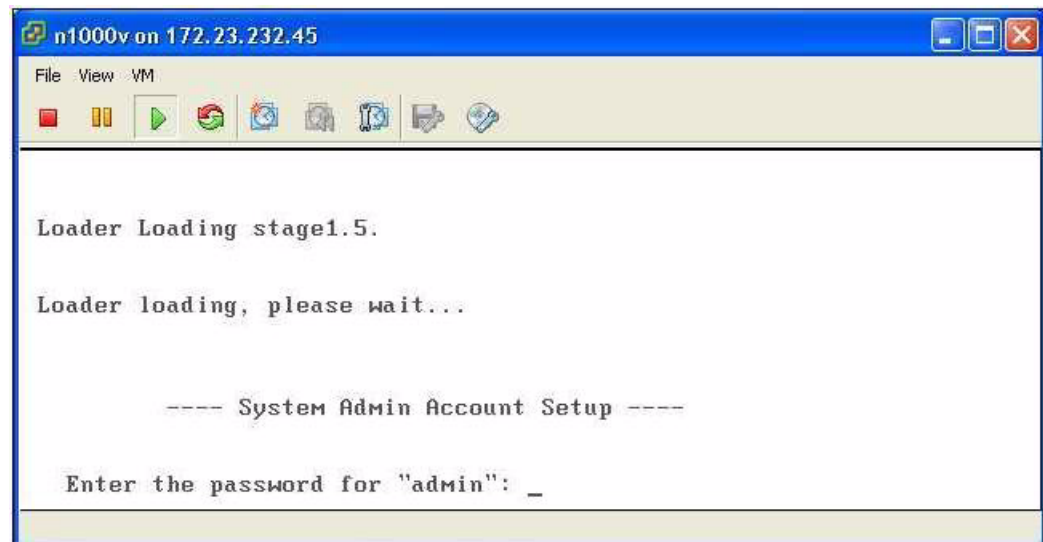 n1000v on 172.23.232.45
File View VM
Loader Loading stage1.5.
Loader loading, please wait...
---- System Admin Account Setup ----
Enter the password for "admin": _